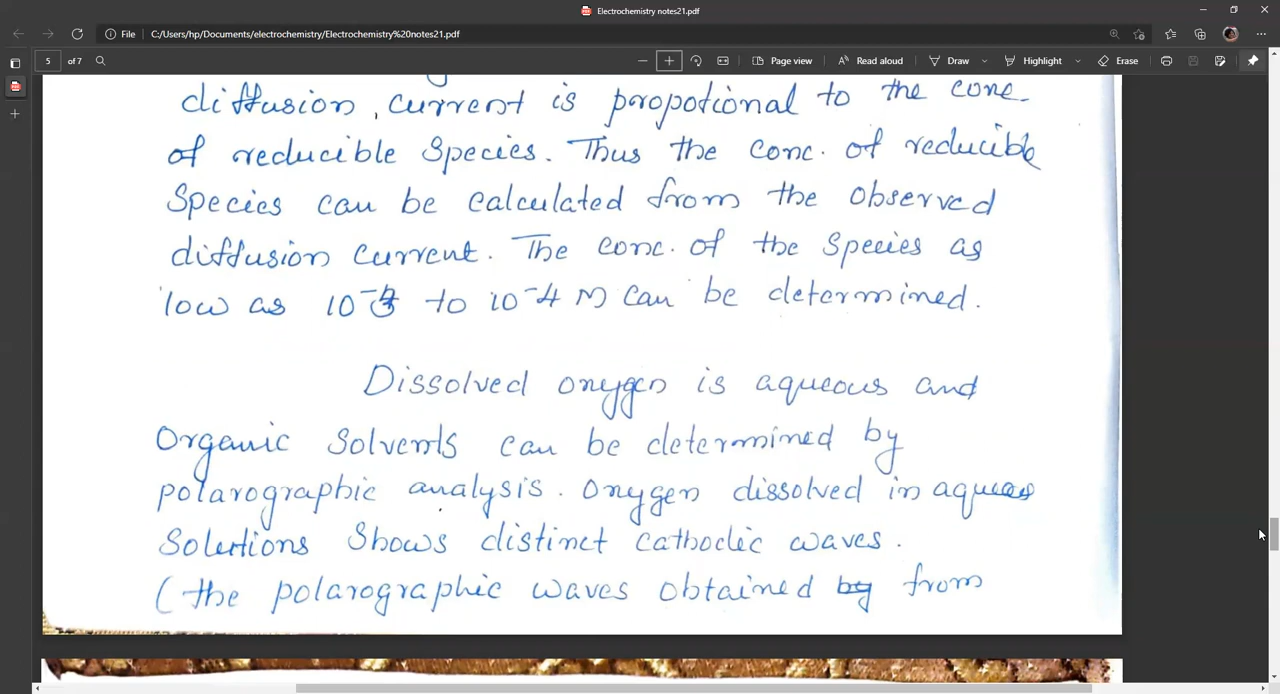 Electrochemistry notes21.pdf
File C:/Users/hp/Documents/electrochemistry/Electrochemistry%20notes21.pdf
5 of 7 Page view Read aloud Draw Highlight Erase
diffusion, current is propotional to the conc.
of reducible Species. Thus the conc. of reducible
Species can be calculated from the observed
diffusion current. The conc. of the Species as
low as 10-3 to 10-4 M can be determined.
Dissolved oxygen is aqueous and
Organic Solvents can be determined by
polarographic analysis. Oxygen dissolved in aqueous
Solutions Shows distinct cathodic waves.
(the polarographic waves obtained from